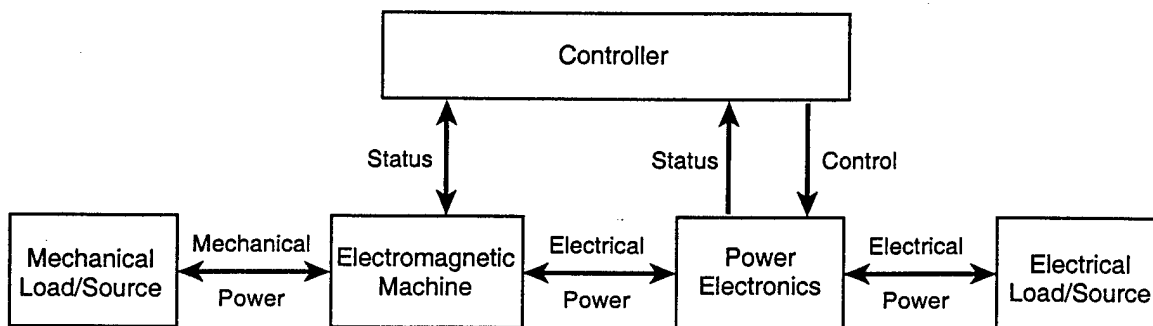 Controller
Status
Status
Control
Mechanical
Load/Source
Mechanical
Power
Electromagnetic
Machine
Electrical
Power
Power
Electronics
Electrical
Power
Electrical
Load/Source